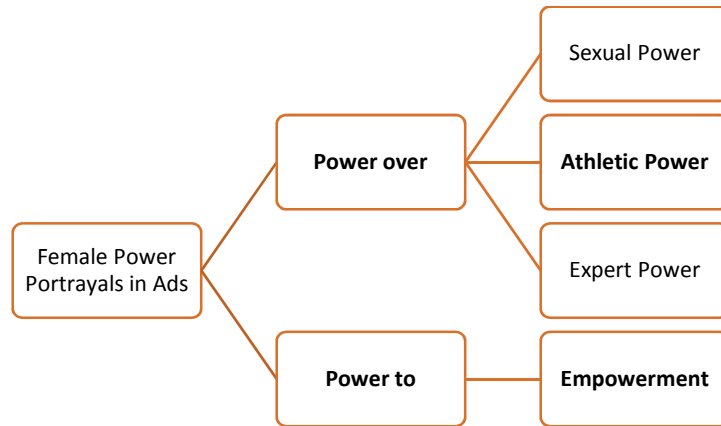 Female Power
Portrayals in Ads
Power over
Sexual Power
Athletic Power
Expert Power
Power to
Empowerment